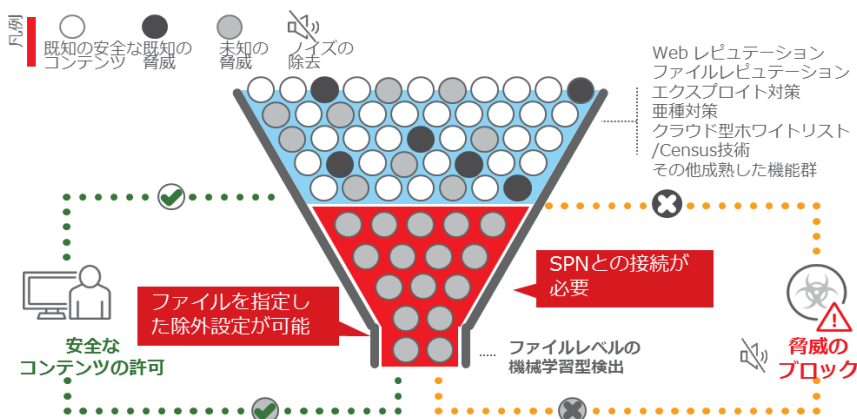 凡例
既知の安全な
コンテンツ
既知の
脅威
未知の
脅威
ノイズの
除去
Web レピュテーション
ファイルレピュテーション
エクスプロイト対策
亜種対策
クラウド型ホワイトリスト
/Census技術
その他成熟した機能群
SPNとの接続が
必要
ファイルを指定し
た除外設定が可能
安全な
コンテンツの許可
ファイルレベルの
機械学習型検出
脅威の
ブロック